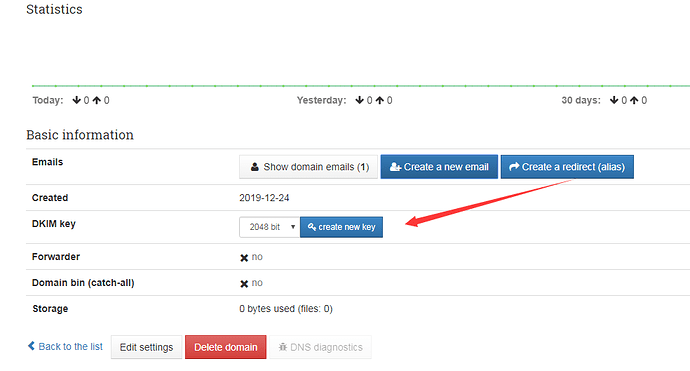 Statistics
Today: 0 0 Yesterday: 0 0 30 days: 0 0
Basic information
Emails Show domain emails (1) Create a new email Create a redirect (alias)
Created 2019-12-24
DKIM key 2048 bit create new key
Forwarder no
Domain bin (catch-all) no
Storage 0 bytes used (files: 0)
Back to the list Edit settings Delete domain DNS diagnostics